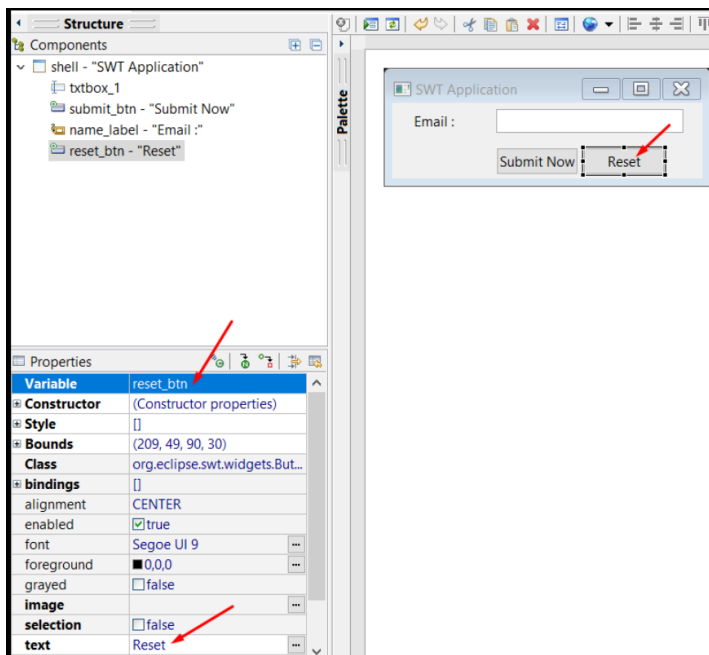 Structure
Components
shell - "SWT Application"
txtbox_1
submit_btn - "Submit Now"
name_label - "Email :"
reset_btn - "Reset"
Palette
SWT Application
Email :
Submit Now Reset
Properties
Variable reset_btn
Constructor (Constructor properties)
Style []
Bounds (209, 49, 90, 30)
Class org.eclipse.swt.widgets.But...
bindings []
alignment CENTER
enabled true
font Segoe UI 9 ...
foreground 0,0,0 ...
grayed false
image ...
selection false
text Reset ...